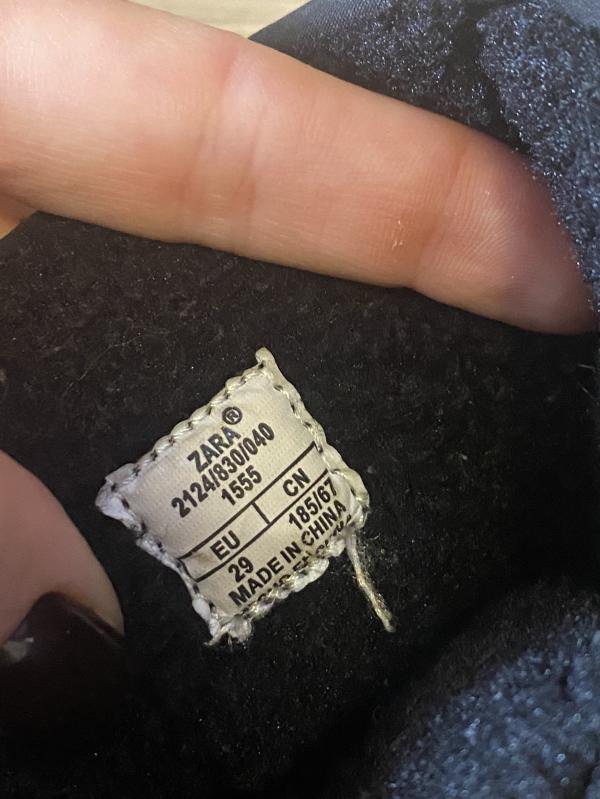 ZARA®
2124/830/040
1555
EU | CN
29 185/67
MADE IN CHINA